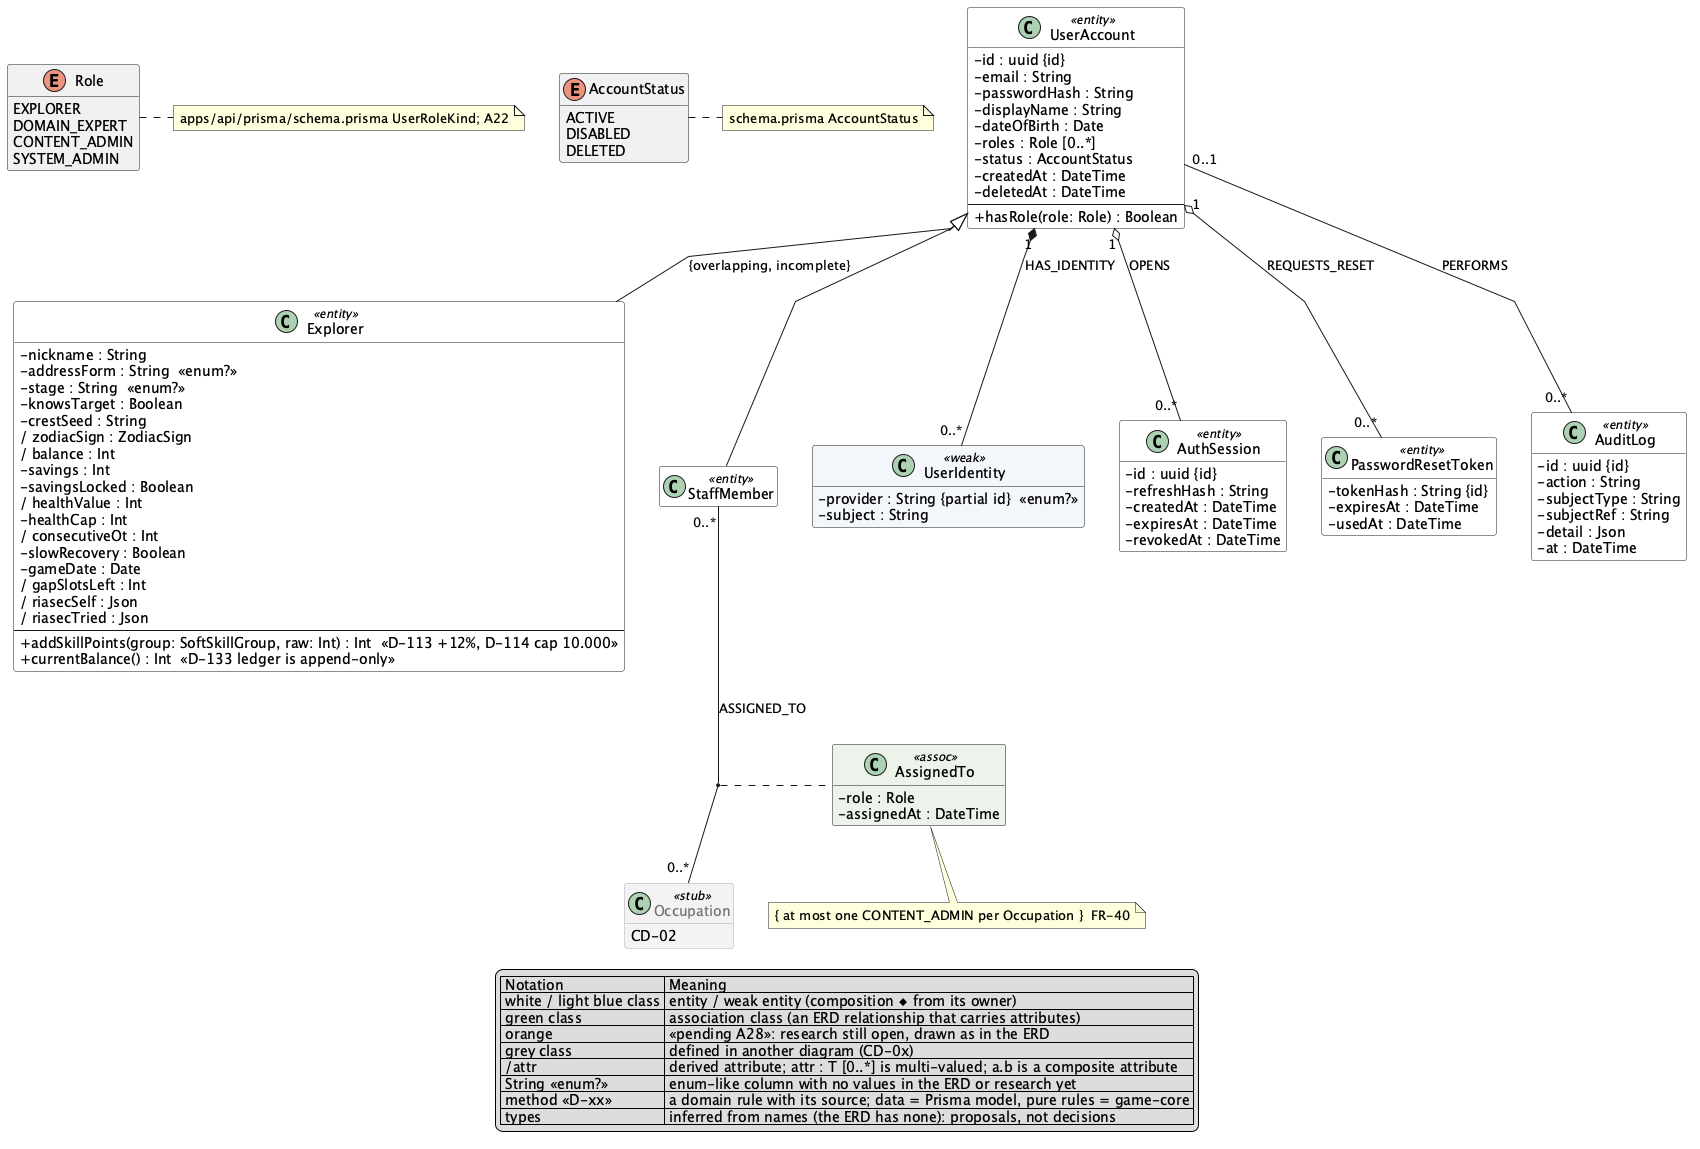 «entity»
UserAccount
-id : uuid {id}
-email : String
-passwordHash : String
-displayName : String
-dateOfBirth : Date
-roles : Role [0..*]
-status : AccountStatus
-createdAt : DateTime
-deletedAt : DateTime
+hasRole(role: Role) : Boolean
E Role
EXPLORER
DOMAIN_EXPERT
CONTENT_ADMIN
SYSTEM_ADMIN
apps/api/prisma/schema.prisma UserRoleKind; A22
E AccountStatus
ACTIVE
DISABLED
DELETED
schema.prisma AccountStatus
0..1
1
1
1
{overlapping, incomplete}
HAS_IDENTITY
OPENS
REQUESTS_RESET
PERFORMS
C «entity»
Explorer
-nickname : String
-addressForm : String «enum?»
-stage : String «enum?»
-knowsTarget : Boolean
-crestSeed : String
/ zodiacSign : ZodiacSign
/ balance : Int
-savings : Int
-savingsLocked : Boolean
/ healthValue : Int
-healthCap : Int
/ consecutiveOt : Int
-slowRecovery : Boolean
-gameDate : Date
/ gapSlotsLeft : Int
/ riasecSelf : Json
/ riasecTried : Json
+addSkillPoints(group: SoftSkillGroup, raw: Int) : Int «D-113 +12%, D-114 cap 10.000»
+currentBalance() : Int «D-133 ledger is append-only»
C «entity»
StaffMember
0..*
0..*
C «weak»
UserIdentity
-provider : String {partial id} «enum?»
-subject : String
0..*
C «entity»
AuthSession
-id : uuid {id}
-refreshHash : String
-createdAt : DateTime
-expiresAt : DateTime
-revokedAt : DateTime
0..*
C «entity»
PasswordResetToken
-tokenHash : String {id}
-expiresAt : DateTime
-usedAt : DateTime
0..*
C «entity»
AuditLog
-id : uuid {id}
-action : String
-subjectType : String
-subjectRef : String
-detail : Json
-at : DateTime
ASSIGNED_TO
C «assoc»
AssignedTo
-role : Role
-assignedAt : DateTime
0..*
C «stub»
Occupation
CD-02
{ at most one CONTENT_ADMIN per Occupation } FR-40
Notation Meaning
white / light blue class entity / weak entity (composition ◆ from its owner)
green class association class (an ERD relationship that carries attributes)
orange «pending A28»: research still open, drawn as in the ERD
grey class defined in another diagram (CD-0x)
/attr derived attribute; attr : T [0..*] is multi-valued; a.b is a composite attribute
String «enum?» enum-like column with no values in the ERD or research yet
method «D-xx» a domain rule with its source; data = Prisma model, pure rules = game-core
types inferred from names (the ERD has none): proposals, not decisions